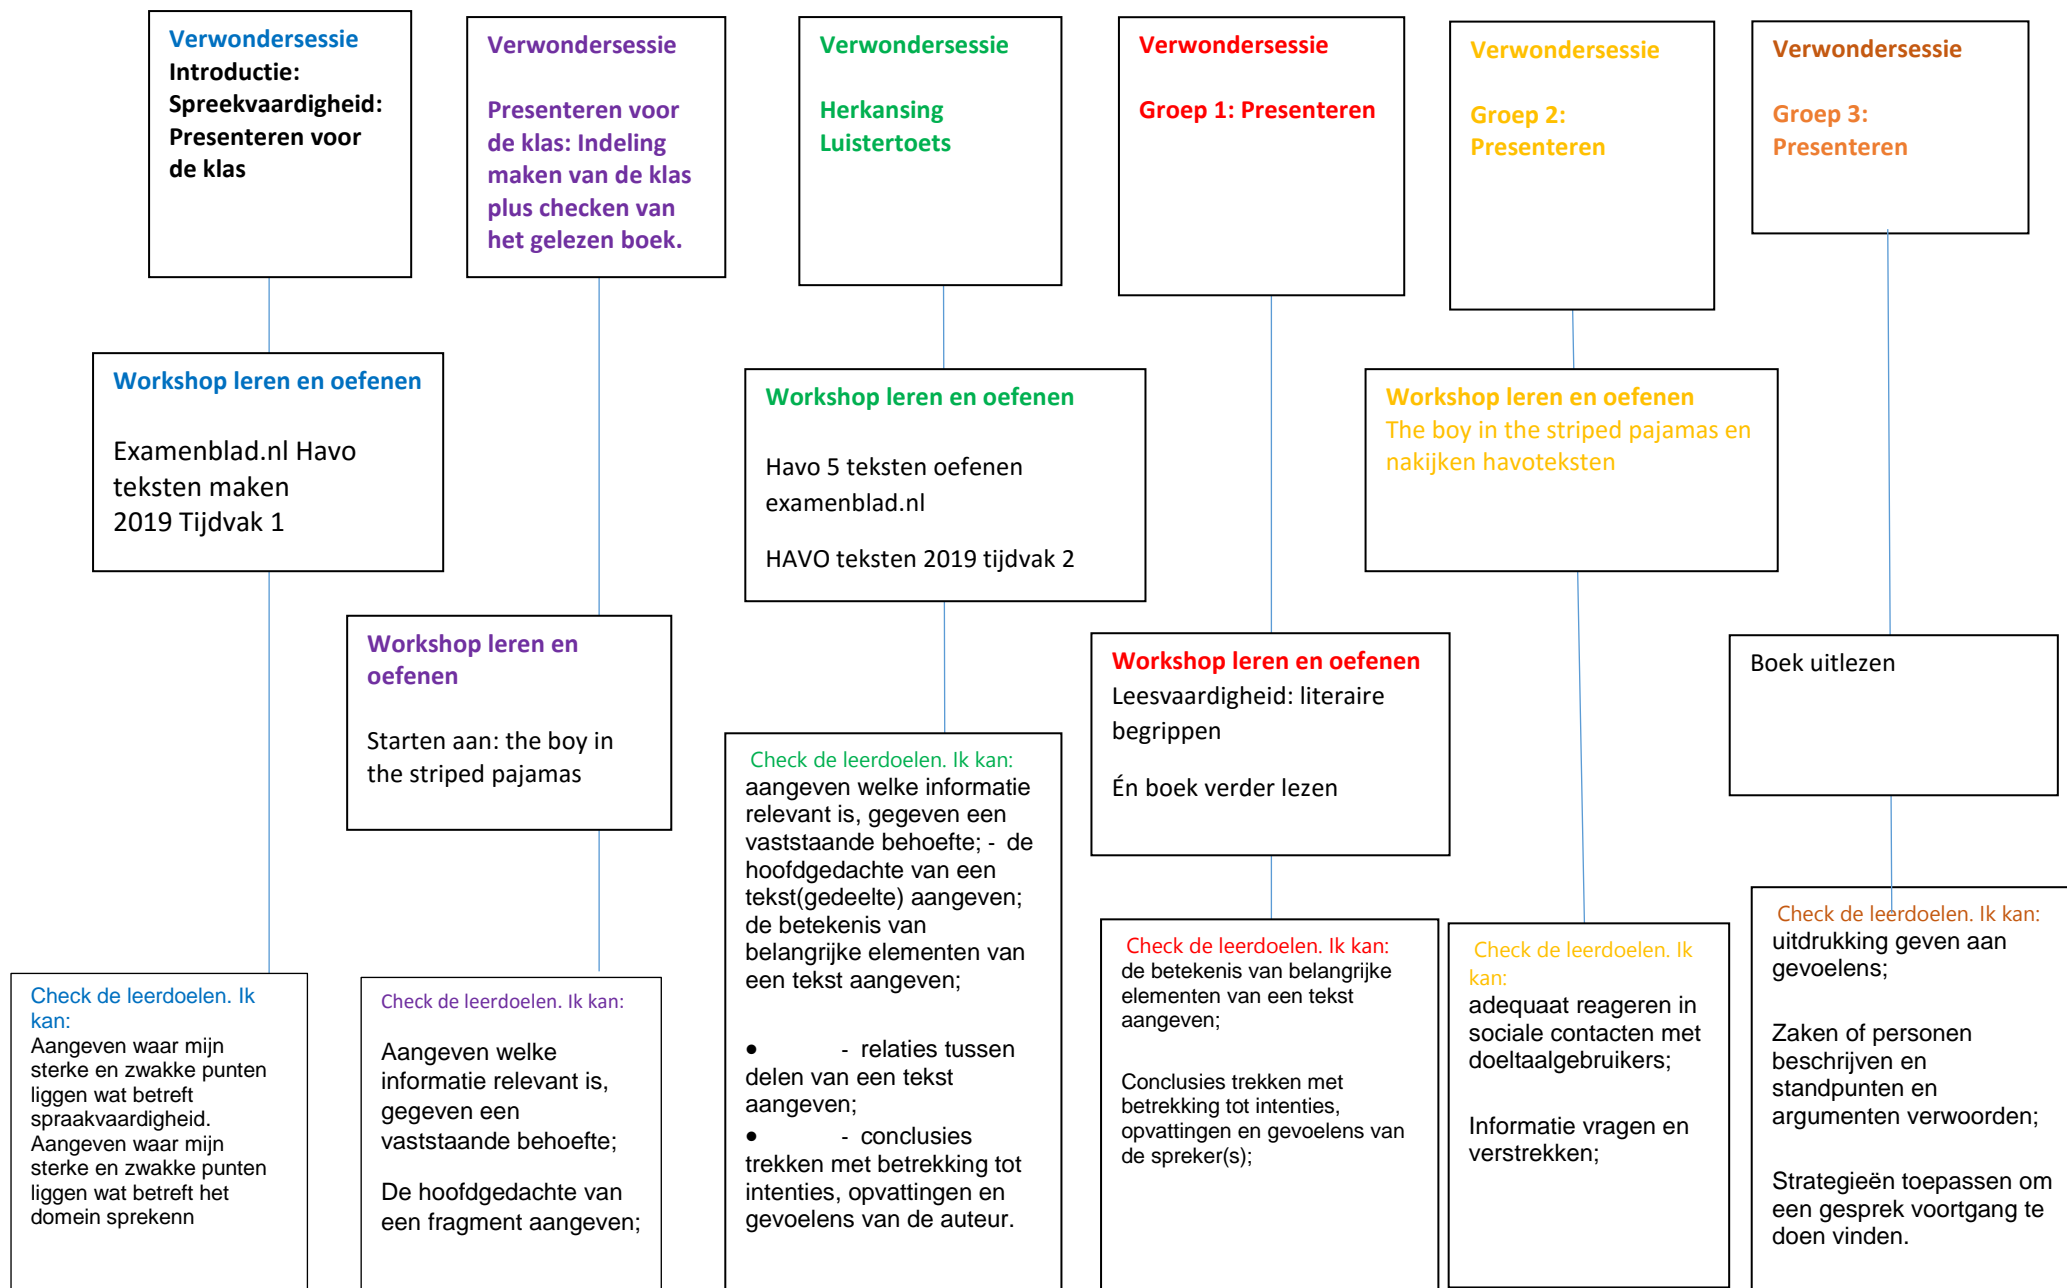 Verwondersessie
Introductie:
Spreekvaardigheid:
Presenteren voor
de klas
Verwondersessie
Presenteren voor
de klas: Indeling
maken van de klas
plus checken van
het gelezen boek.
Verwondersessie
Herkansing
Luistertoets
Verwondersessie
Groep 1: Presenteren
Verwondersessie
Groep 2:
Presenteren
Verwondersessie
Groep 3:
Presenteren
Workshop leren en oefenen
Examenblad.nl Havo
teksten maken
2019 Tijdvak 1
Workshop leren en
oefenen
Starten aan: the boy in
the striped pajamas
Workshop leren en oefenen
Havo 5 teksten oefenen
examenblad.nl
HAVO teksten 2019 tijdvak 2
Workshop leren en oefenen
Leesvaardigheid: literaire
begrippen
Én boek verder lezen
Workshop leren en oefenen
The boy in the striped pajamas en
nakijken havoteksten
Boek uitlezen
Check de leerdoelen. Ik
kan:
Aangeven waar mijn
sterke en zwakke punten
liggen wat betreft
spraakvaardigheid.
Aangeven waar mijn
sterke en zwakke punten
liggen wat betreft het
domein sprekenn
Check de leerdoelen. Ik kan:
Aangeven welke
informatie relevant is,
gegeven een
vaststaande behoefte;
De hoofdgedachte van
een fragment aangeven;
Check de leerdoelen. Ik kan:
aangeven welke informatie
relevant is, gegeven een
vaststaande behoefte; - de
hoofdgedachte van een
tekst(gedeelte) aangeven;
de betekenis van
belangrijke elementen van
een tekst aangeven;
• - relaties tussen
delen van een tekst
aangeven;
• - conclusies
trekken met betrekking tot
intenties, opvattingen en
gevoelens van de auteur.
Check de leerdoelen. Ik kan:
de betekenis van belangrijke
elementen van een tekst
aangeven;
Conclusies trekken met
betrekking tot intenties,
opvattingen en gevoelens van
de spreker(s);
Check de leerdoelen. Ik
kan:
adequaat reageren in
sociale contacten met
doeltaalgebruikers;
Informatie vragen en
verstrekken;
Check de leerdoelen. Ik kan:
uitdrukking geven aan
gevoelens;
Zaken of personen
beschrijven en
standpunten en
argumenten verwoorden;
Strategieën toepassen om
een gesprek voortgang te
doen vinden.